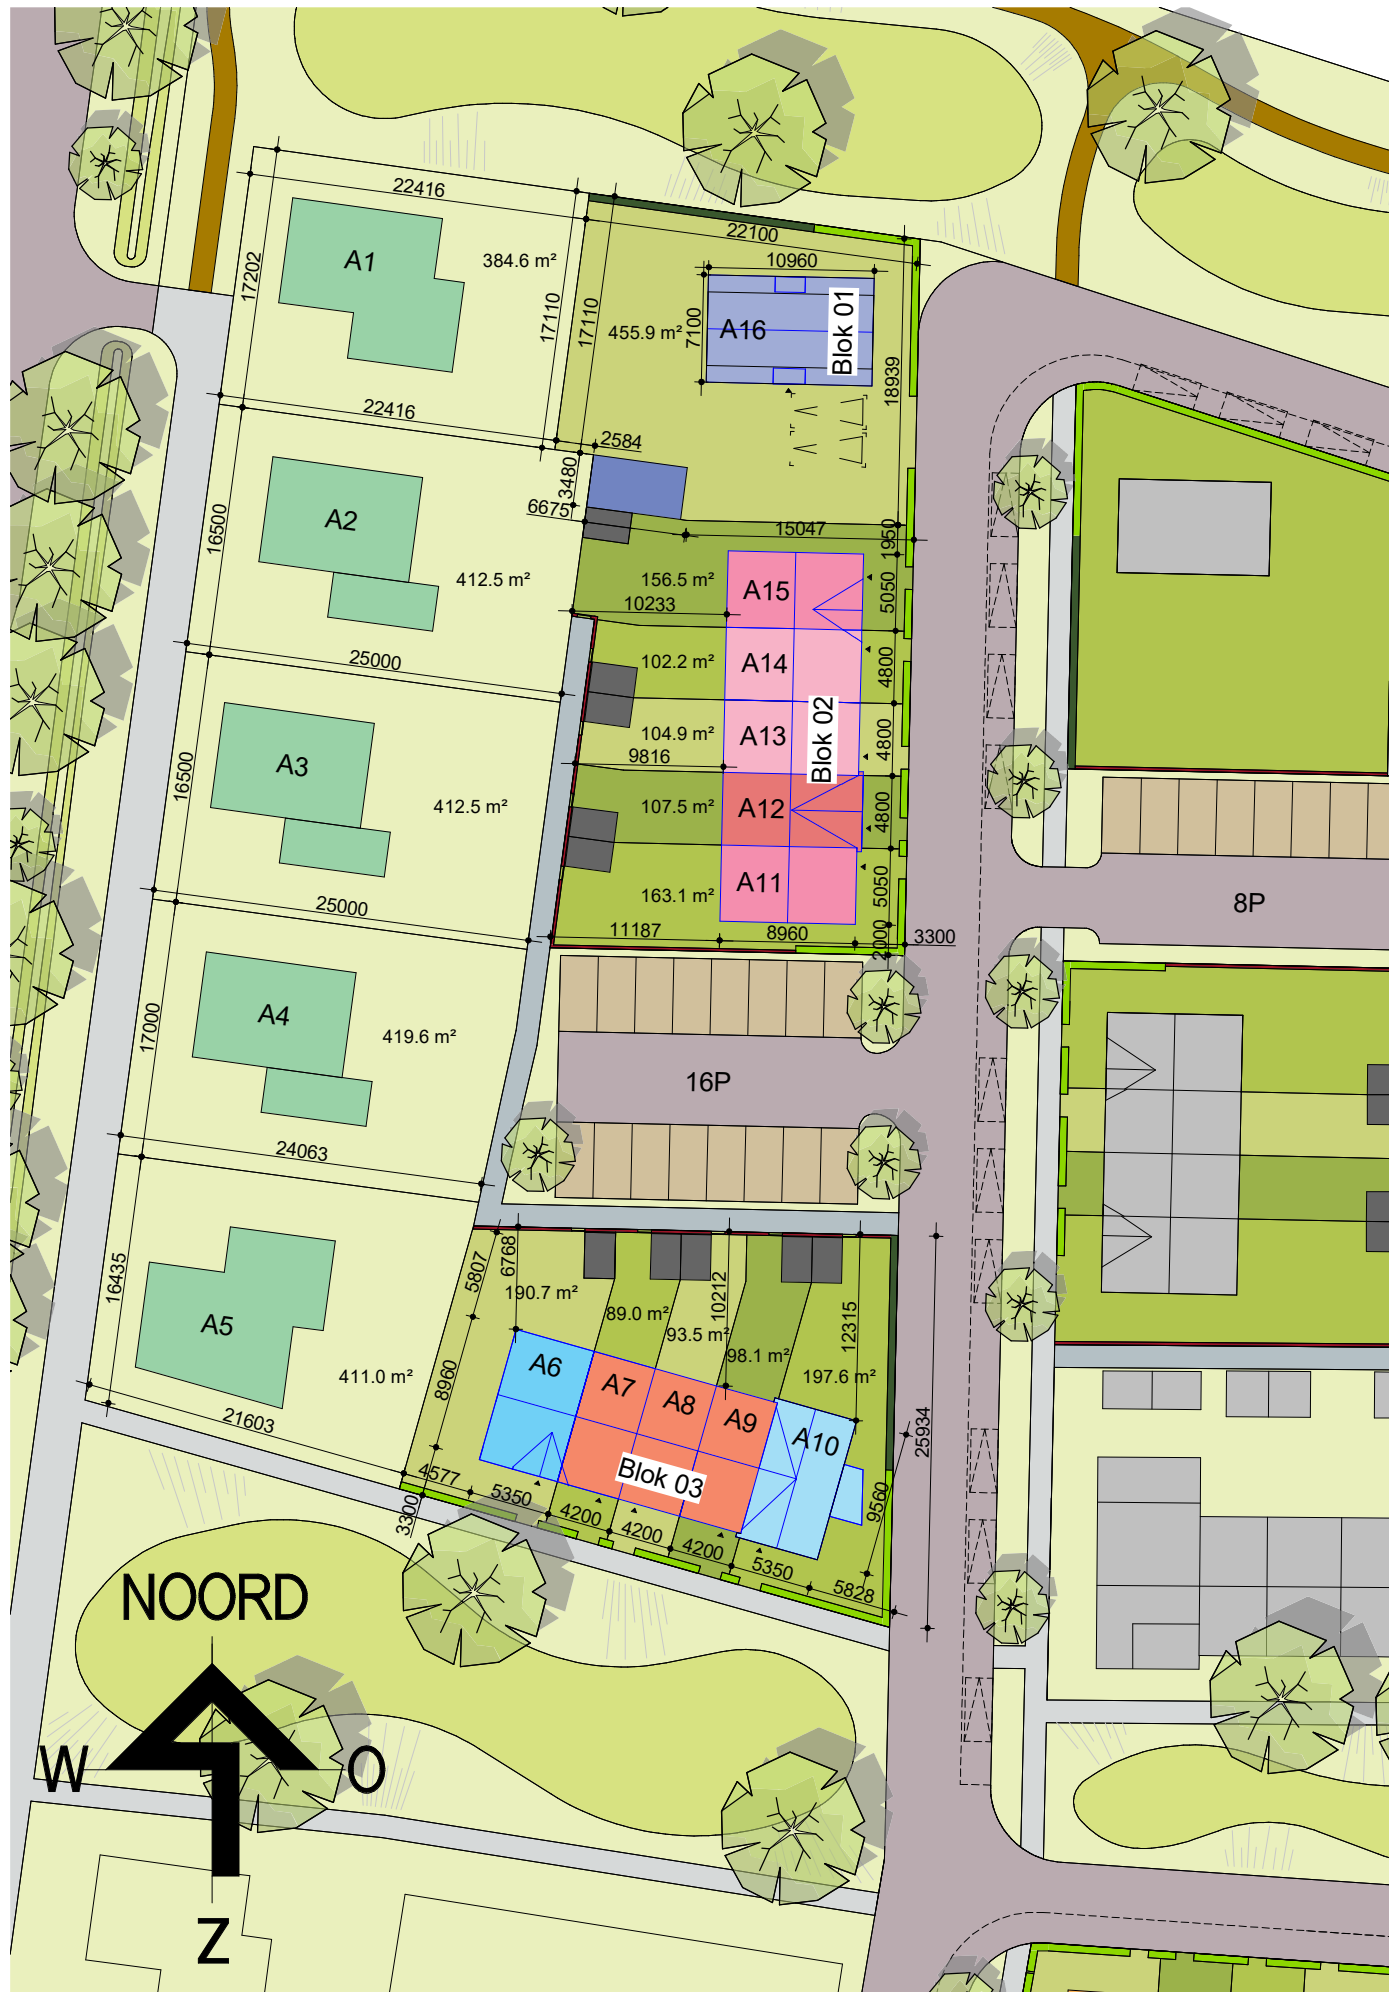 22416
22100
A1
384.6 m²
17202
10960
17110
17110
455.9 m²
7100
A16
Blok 01
18939
22416
2584
3480
6675
A2
16500
412.5 m²
15047
1950
156.5 m²
A15
5050
10233
102.2 m²
A14
4800
25000
A3
16500
104.9 m²
A13
Blok 02
4800
9816
412.5 m²
107.5 m²
A12
4800
163.1 m²
A11
5050
25000
11187
8960
2000
3300
8P
A4
17000
419.6 m²
16P
24063
A5
16435
411.0 m²
21603
5807
6768
190.7 m²
10212
89.0 m²
93.5 m²
98.1 m²
12315
197.6 m²
8960
A6
A7
A8
A9
A10
Blok 03
25934
9560
4577
3300
5350
4200
4200
4200
5350
5828
NOORD
W
O
Z